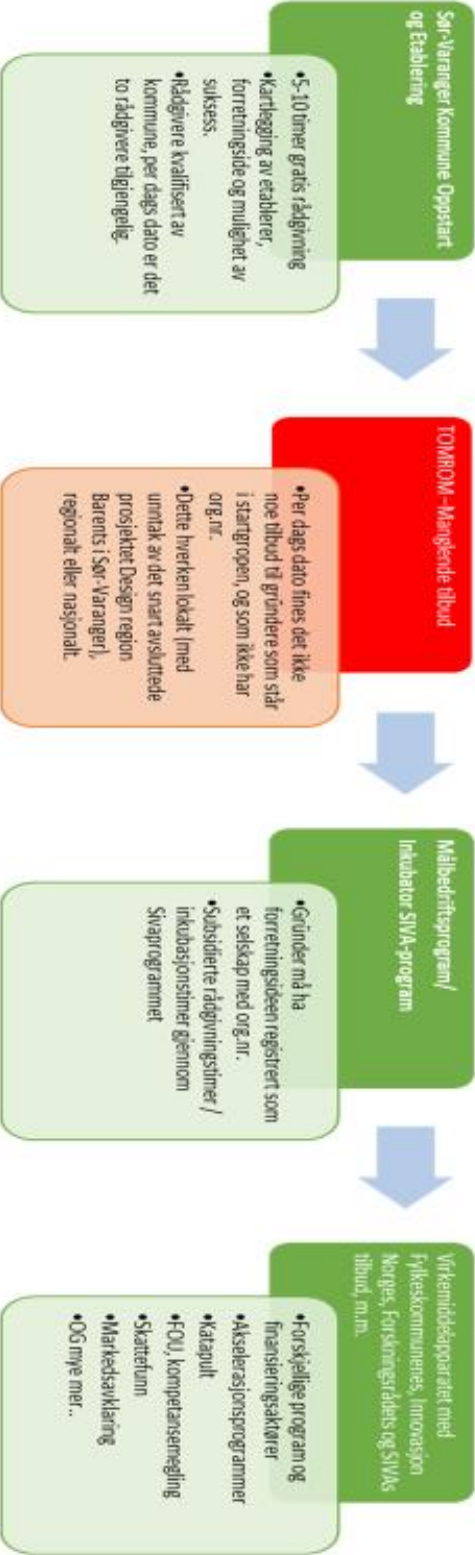 Sør-Varanger Kommune Oppstart
og Etablering
•5-10 timer gratis rådgivning
•Kartlegging av etablerer,
forretningside og mulighet av
suksess.
•Rådgivere kvalifisert av
kommune, per dags dato er det
to rådgivere tilgjengelig.
TOMROM –Manglende tilbud
•Per dags dato fines det ikke
noe tilbud til gründere som står
i startgropen, og som ikke har
org.nr.
•Dette hverken lokalt (med
unntak av det snart avsluttede
prosjektet Design region
Barents i Sør-Varanger),
regionalt eller nasjonalt.
Målbedriftsprogram/
Inkubator SIVA-program
•Gründer må ha
forretningsideen registrert som
et selskap med org.nr.
•Subsidierte rådgivningstimer /
inkubasjonstimer gjennom
Sivaprogrammet
Virkemiddelapparatet med
Fylkeskommunenes, Innovasjon
Norges, Forskningsrådets og SIVAs
tilbud, m.m.
•Forskjellige program og
finansieringsaktører
•Akselerasjonsprogrammer
•Katapult
•FOU, kompetansemegling
•Skattefunn
•Markedsavklaring
•OG mye mer..